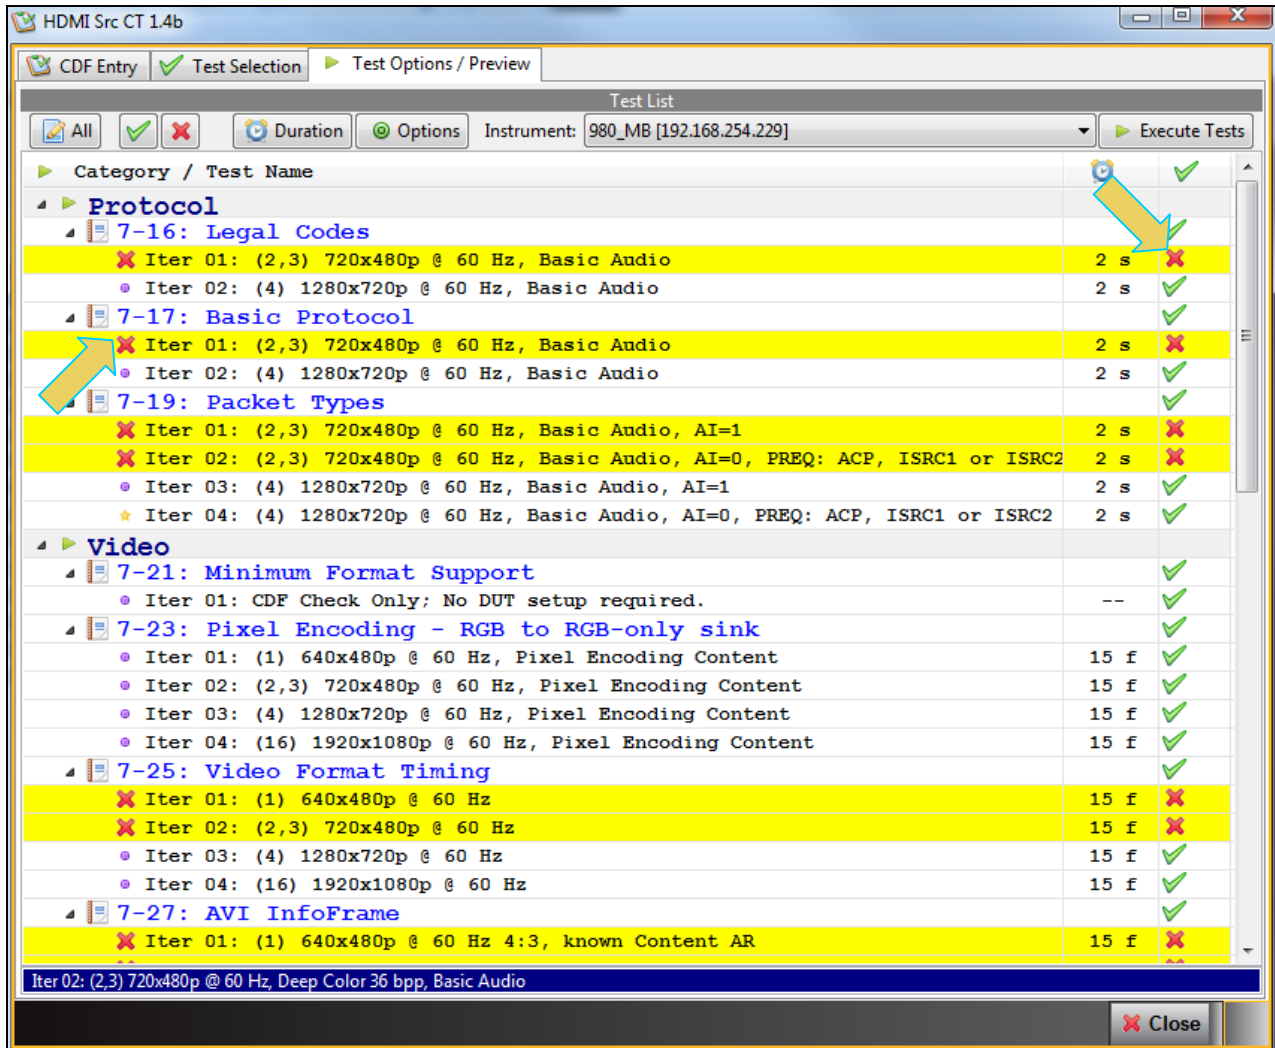 HDMI Src CT 1.4b
CDF Entry Test Selection Test Options / Preview
Test List
All Duration Options Instrument: 980_MB [192.168.254.229] Execute Tests
Category / Test Name
Protocol
7-16: Legal Codes
Iter 01: (2,3) 720x480p @ 60 Hz, Basic Audio 2 s
Iter 02: (4) 1280x720p @ 60 Hz, Basic Audio 2 s
7-17: Basic Protocol
Iter 01: (2,3) 720x480p @ 60 Hz, Basic Audio 2 s
Iter 02: (4) 1280x720p @ 60 Hz, Basic Audio 2 s
7-19: Packet Types
Iter 01: (2,3) 720x480p @ 60 Hz, Basic Audio, AI=1 2 s
Iter 02: (2,3) 720x480p @ 60 Hz, Basic Audio, AI=0, PREQ: ACP, ISRC1 or ISRC2 2 s
Iter 03: (4) 1280x720p @ 60 Hz, Basic Audio, AI=1 2 s
Iter 04: (4) 1280x720p @ 60 Hz, Basic Audio, AI=0, PREQ: ACP, ISRC1 or ISRC2 2 s
Video
7-21: Minimum Format Support
Iter 01: CDF Check Only; No DUT setup required. --
7-23: Pixel Encoding - RGB to RGB-only sink
Iter 01: (1) 640x480p @ 60 Hz, Pixel Encoding Content 15 f
Iter 02: (2,3) 720x480p @ 60 Hz, Pixel Encoding Content 15 f
Iter 03: (4) 1280x720p @ 60 Hz, Pixel Encoding Content 15 f
Iter 04: (16) 1920x1080p @ 60 Hz, Pixel Encoding Content 15 f
7-25: Video Format Timing
Iter 01: (1) 640x480p @ 60 Hz 15 f
Iter 02: (2,3) 720x480p @ 60 Hz 15 f
Iter 03: (4) 1280x720p @ 60 Hz 15 f
Iter 04: (16) 1920x1080p @ 60 Hz 15 f
7-27: AVI InfoFrame
Iter 01: (1) 640x480p @ 60 Hz 4:3, known Content AR 15 f
Iter 02: (2,3) 720x480p @ 60 Hz, Deep Color 36 bpp, Basic Audio
Close